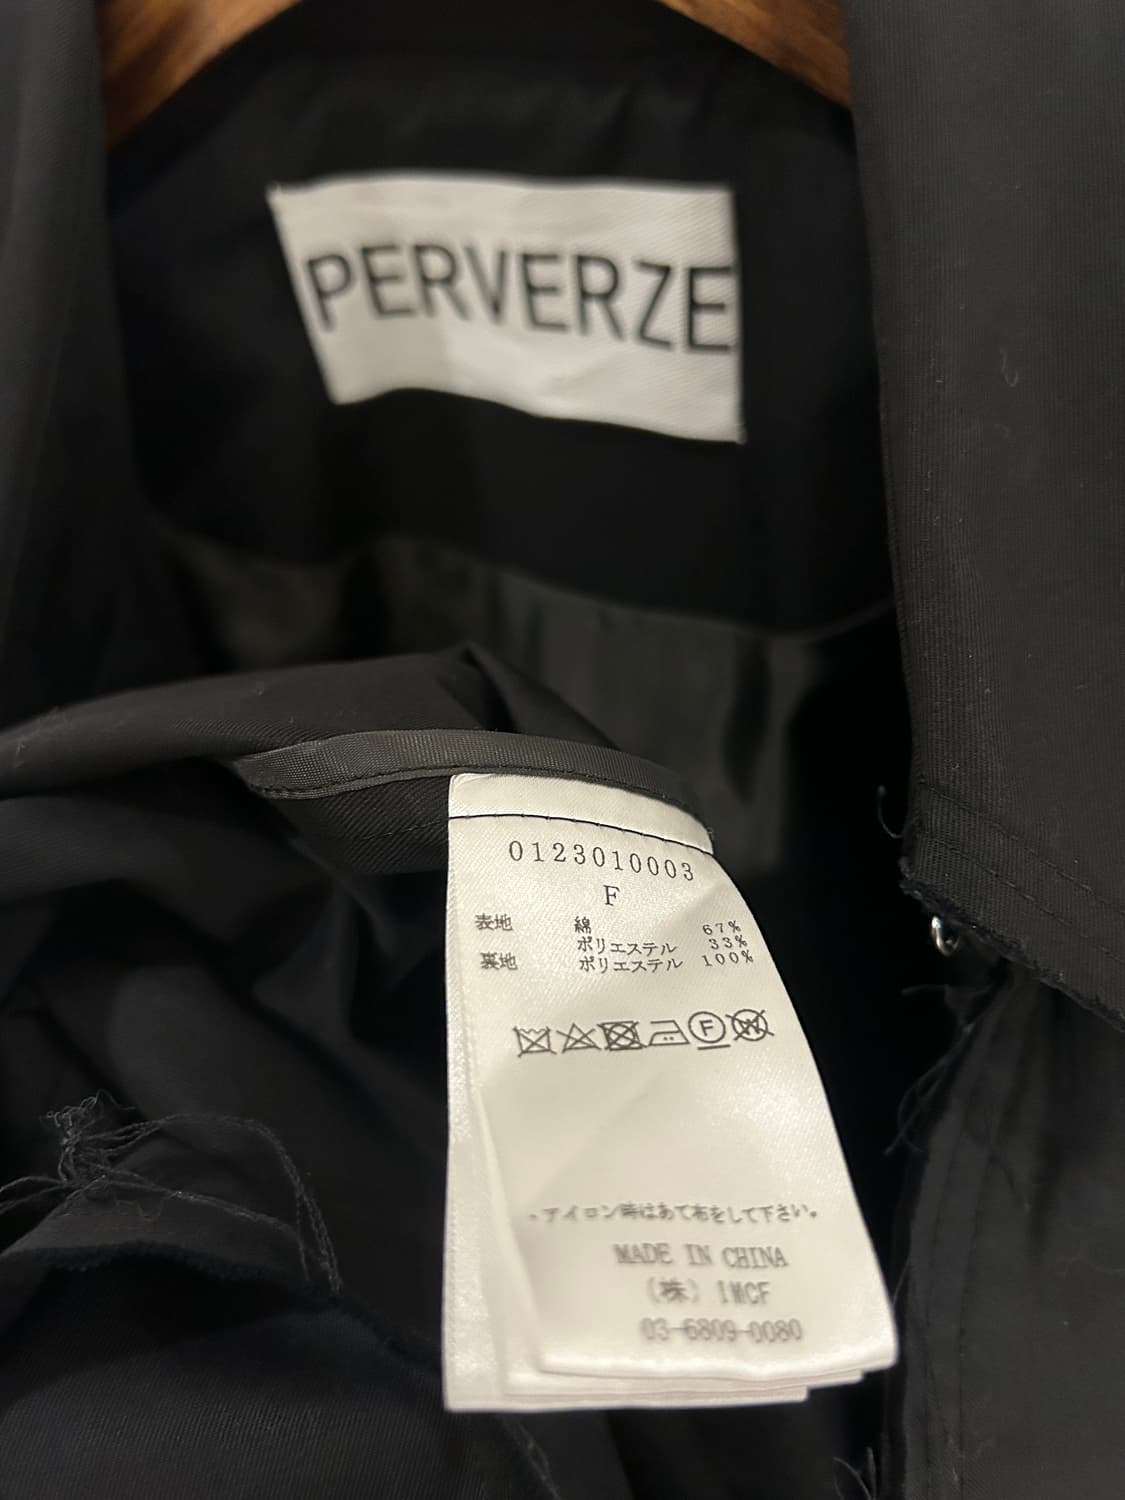 PERVERZE
0123010003
F
表地 綿 67%
ポリエステル 33%
裏地 ポリエステル 100%
F
W
・アイロン時はあて布をして下さい。
MADE IN CHINA
(株) IMCF
03-6809-0080